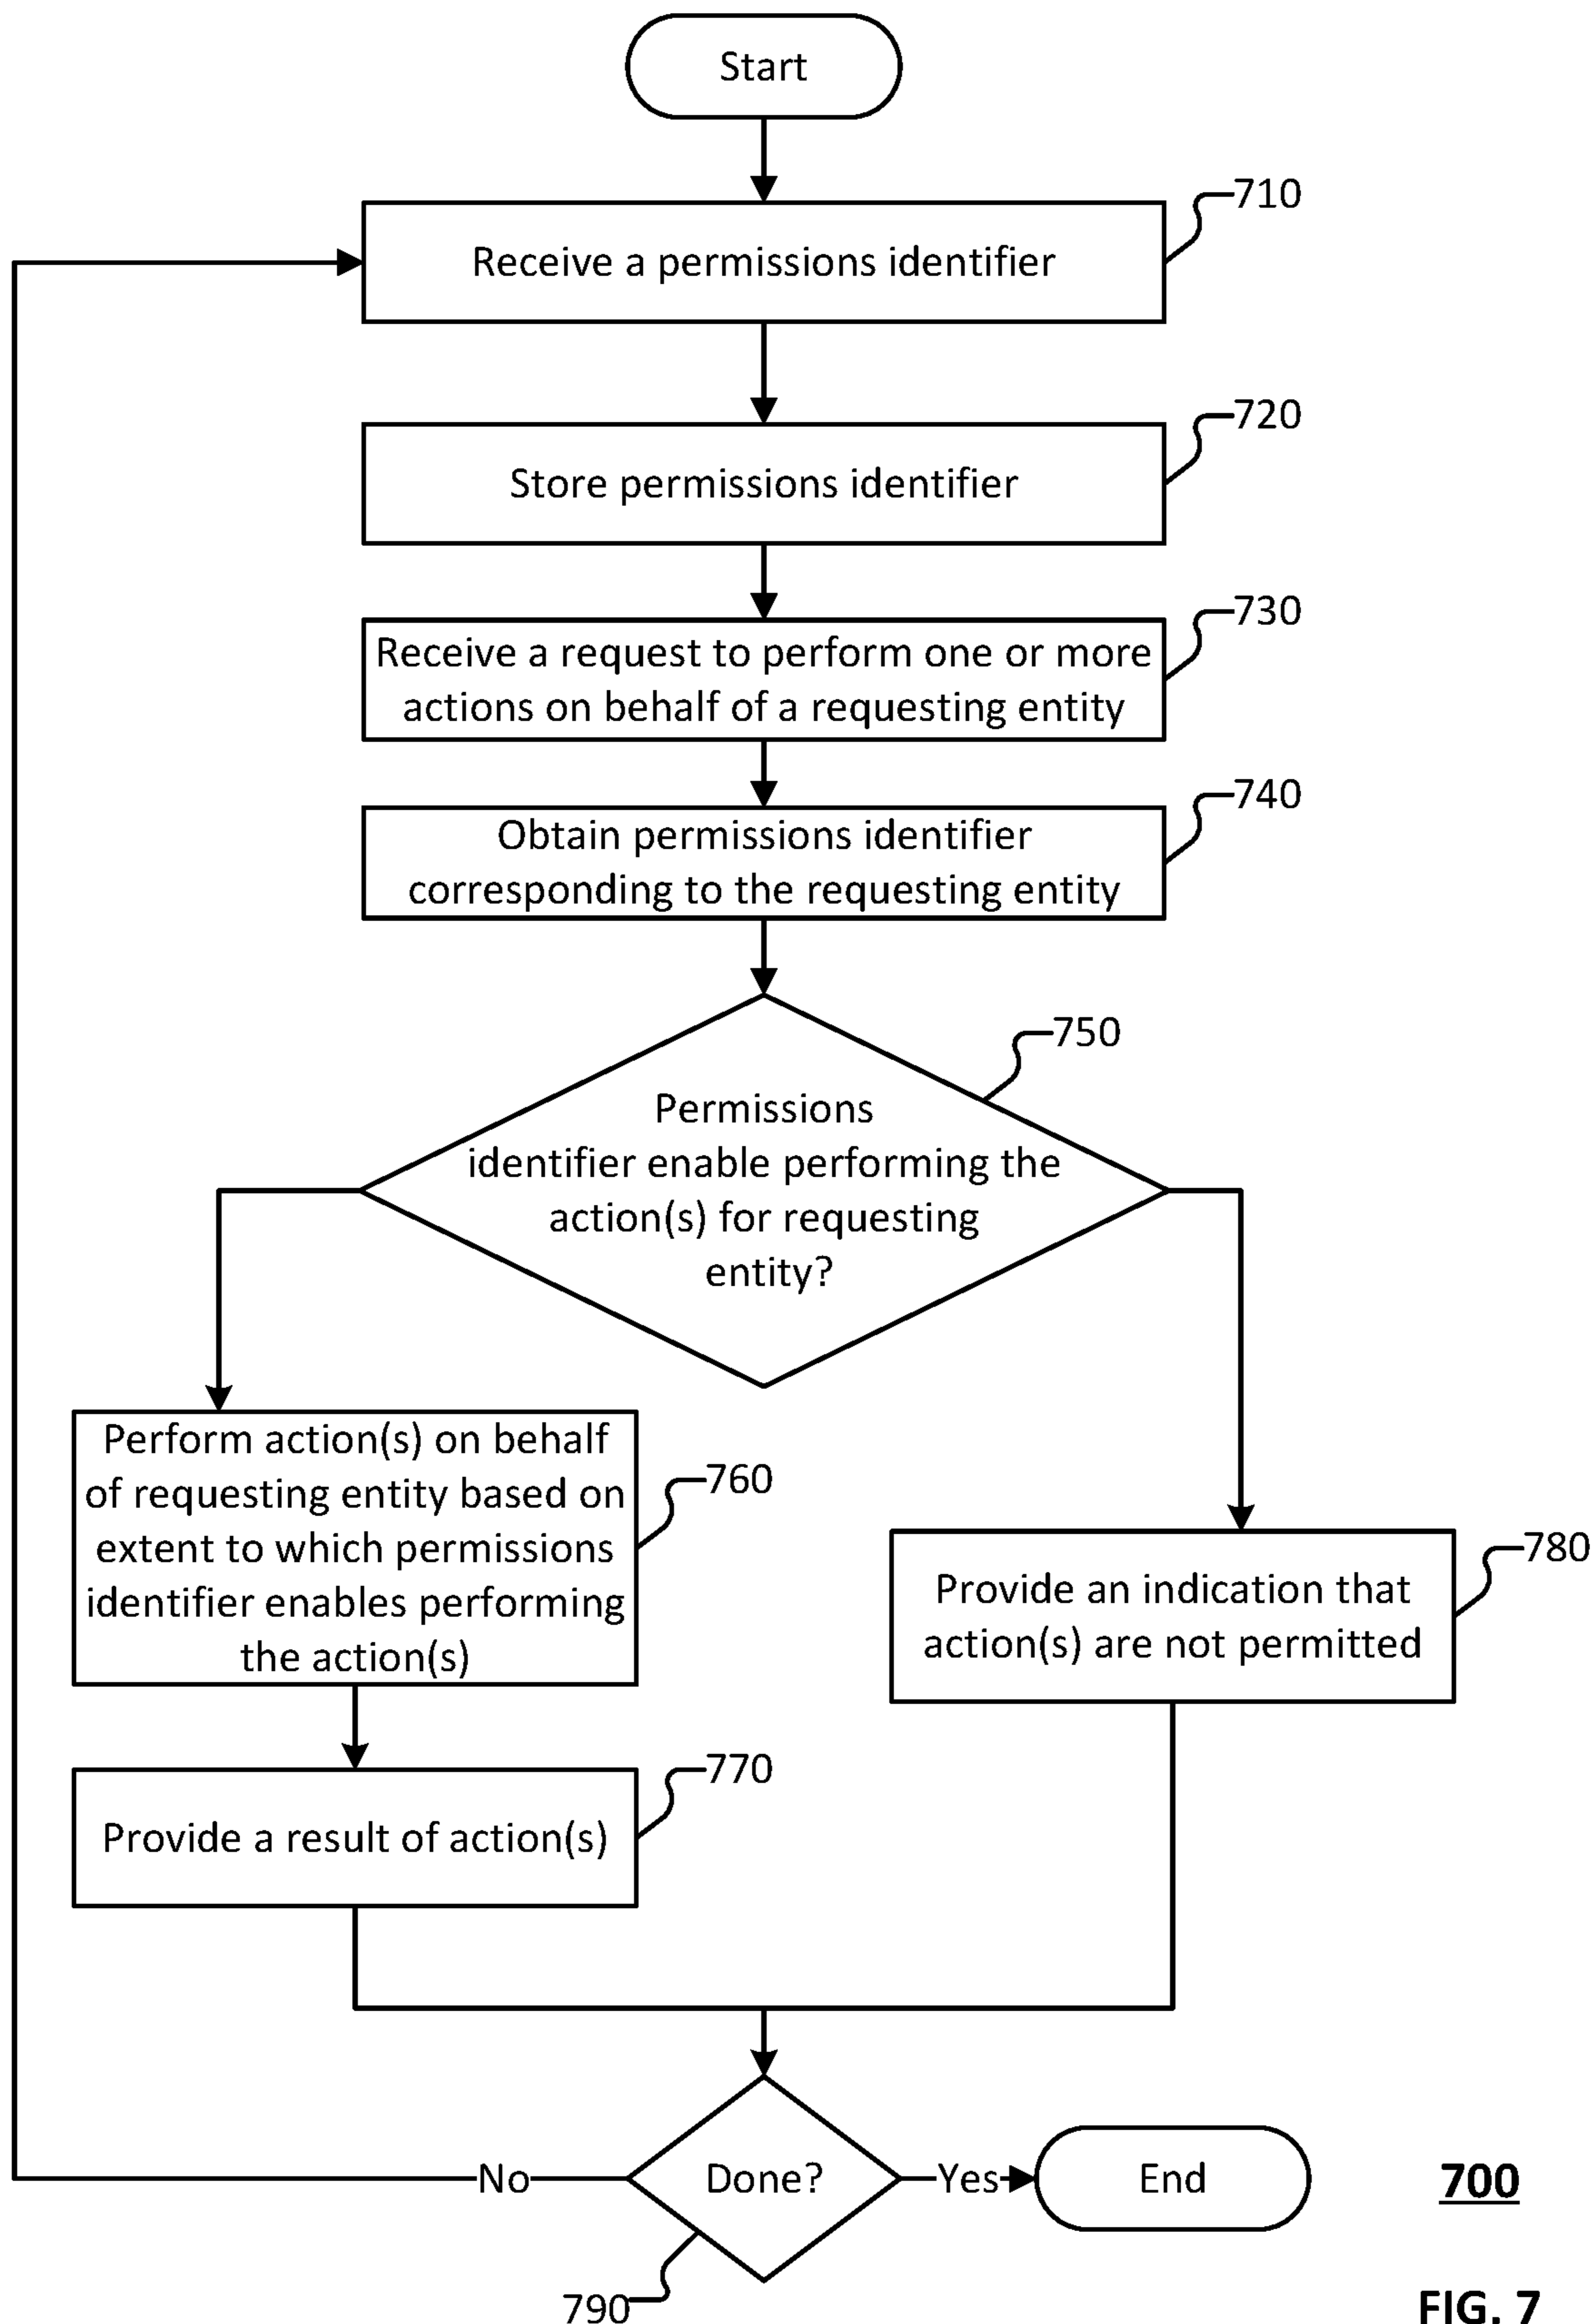 Start
710
Receive a permissions identifier
720
Store permissions identifier
730
Receive a request to perform one or more
actions on behalf of a requesting entity
740
Obtain permissions identifier
corresponding to the requesting entity
750
Permissions
identifier enable performing the
action(s) for requesting
entity?
Perform action(s) on behalf
of requesting entity based on
extent to which permissions
identifier enables performing
the action(s)
760
780
Provide an indication that
action(s) are not permitted
770
Provide a result of action(s)
No
Done?
Yes
End
790
700
FIG. 7